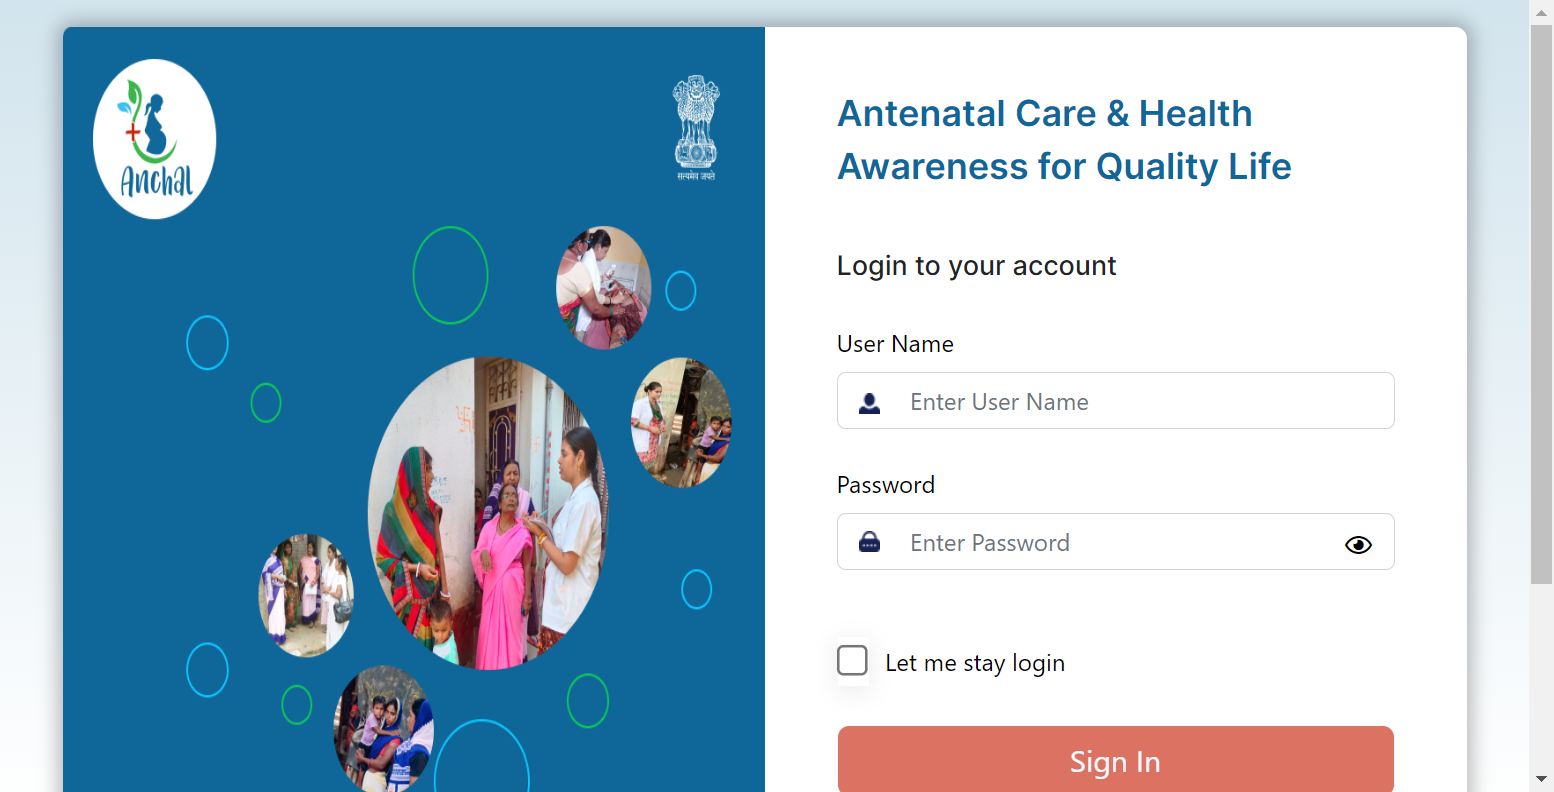 Anchal
सत्यमेव जयते
Antenatal Care & Health
Awareness for Quality Life
Login to your account
User Name
Enter User Name
Password
Enter Password
Let me stay login
Sign In